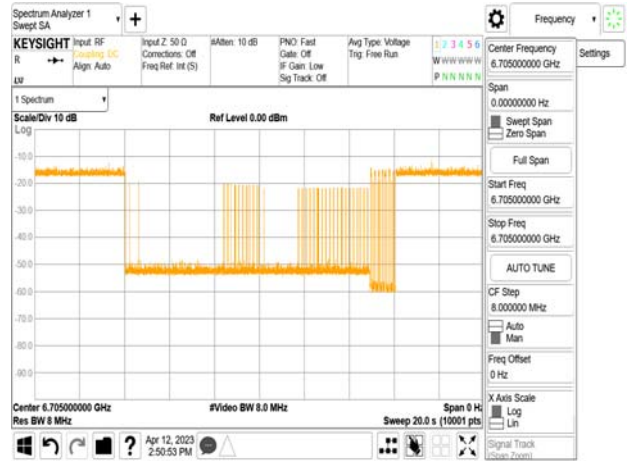 Spectrum Analyzer 1
Swept SA
Frequency
KEYSIGHT
Input: RF
Coupling: DC
Align: Auto
Input Z: 50 Ω
Corrections: Off
Freq Ref: Int (S)
#Atten: 10 dB
PNO: Fast
Gate: Off
IF Gain: Low
Sig Track: Off
Avg Type: Voltage
Trig: Free Run
1 2 3 4 5 6
W W W W W W
P N N N N N
R
LXI
1 Spectrum
Scale/Div 10 dB
Ref Level 0.00 dBm
Log
-10.0
-20.0
-30.0
-40.0
-50.0
-60.0
-70.0
-80.0
-90.0
Center 6.705000000 GHz
#Video BW 8.0 MHz
Span 0 Hz
Res BW 8 MHz
Sweep 20.0 s (10001 pts
Apr 12, 2023
2:50:53 PM
?
Center Frequency
6.705000000 GHz
Settings
Span
0.00000000 Hz
Swept Span
Zero Span
Full Span
Start Freq
6.705000000 GHz
Stop Freq
6.705000000 GHz
AUTO TUNE
CF Step
8.000000 MHz
Auto
Man
Freq Offset
0 Hz
X Axis Scale
Log
Lin
Signal Track
(Span Zoom)